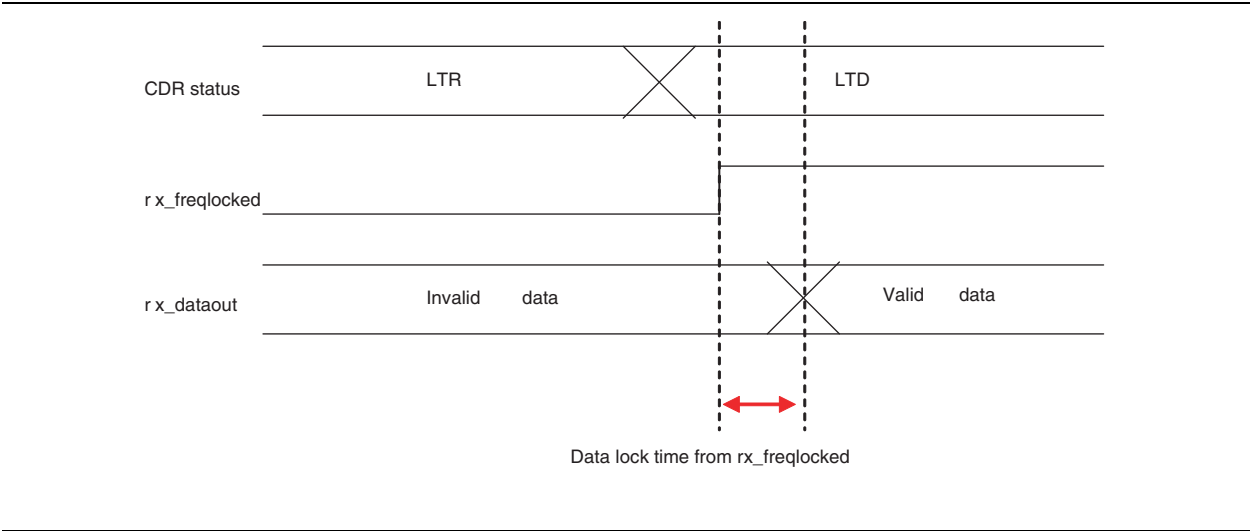 LTR
LTD
CDR status
r x_freqlocked
Invalid data
Valid data
r x_dataout
Data lock time from rx_freqlocked